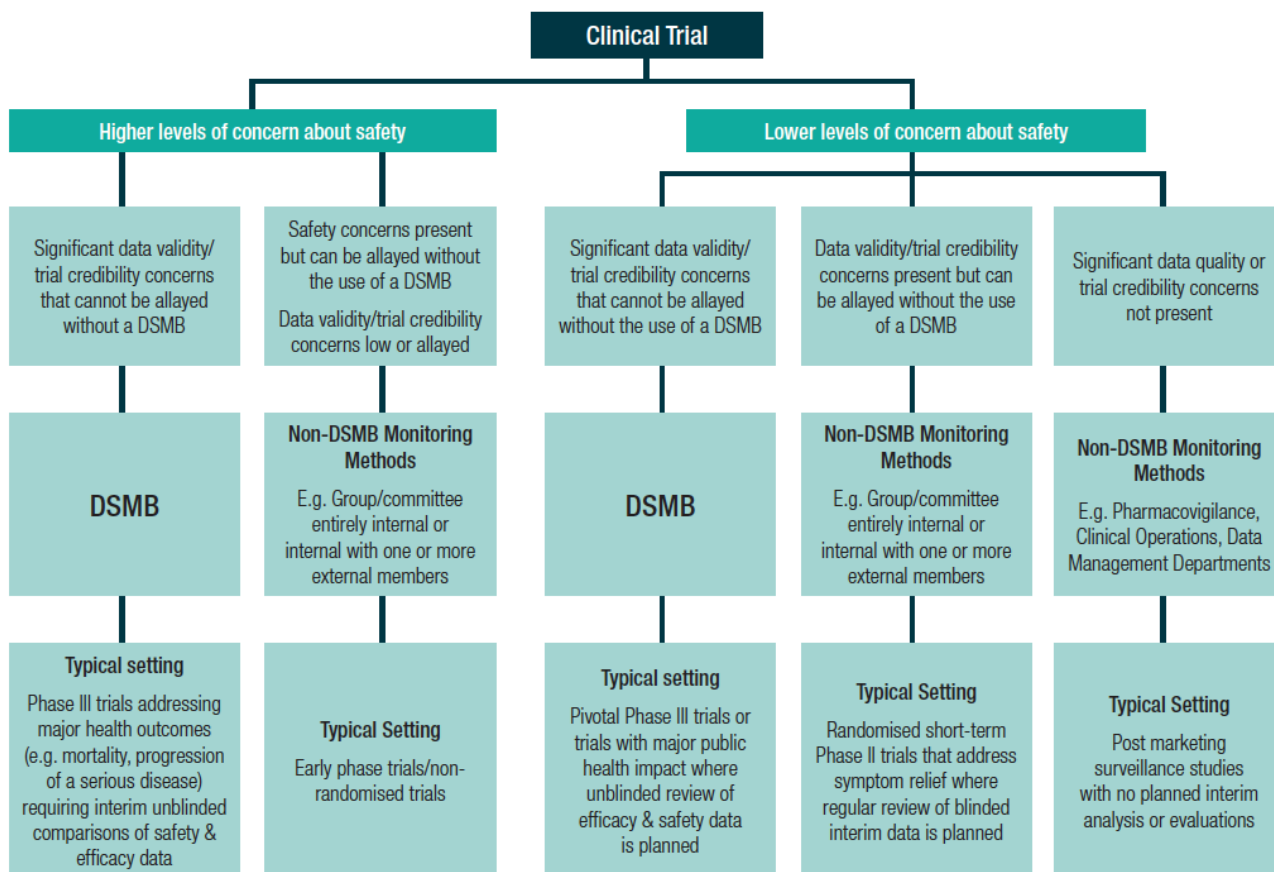 Clinical Trial
Higher levels of concern about safety
Lower levels of concern about safety
Significant data validity/
trial credibility concerns
that cannot be allayed
without a DSMB
Safety concerns present
but can be allayed without
the use of a DSMB
Data validity/trial credibility
concerns low or allayed
Significant data validity/
trial credibility concerns
that cannot be allayed
without the use of a DSMB
Data validity/trial credibility
concerns present but can
be allayed without the use
of a DSMB
Significant data quality or
trial credibility concerns
not present
DSMB
Non-DSMB Monitoring
Methods
E.g. Group/committee
entirely internal or
internal with one or more
external members
DSMB
Non-DSMB Monitoring
Methods
E.g. Group/committee
entirely internal or
internal with one or more
external members
Non-DSMB Monitoring
Methods
E.g. Pharmacovigilance,
Clinical Operations, Data
Management Departments
Typical setting
Phase III trials addressing
major health outcomes
(e.g. mortality, progression
of a serious disease)
requiring interim unblinded
comparisons of safety &
efficacy data
Typical Setting
Early phase trials/non-
randomised trials
Typical setting
Pivotal Phase III trials or
trials with major public
health impact where
unblinded review of
efficacy & safety data
is planned
Typical Setting
Randomised short-term
Phase II trials that address
symptom relief where
regular review of blinded
interim data is planned
Typical Setting
Post marketing
surveillance studies
with no planned interim
analysis or evaluations